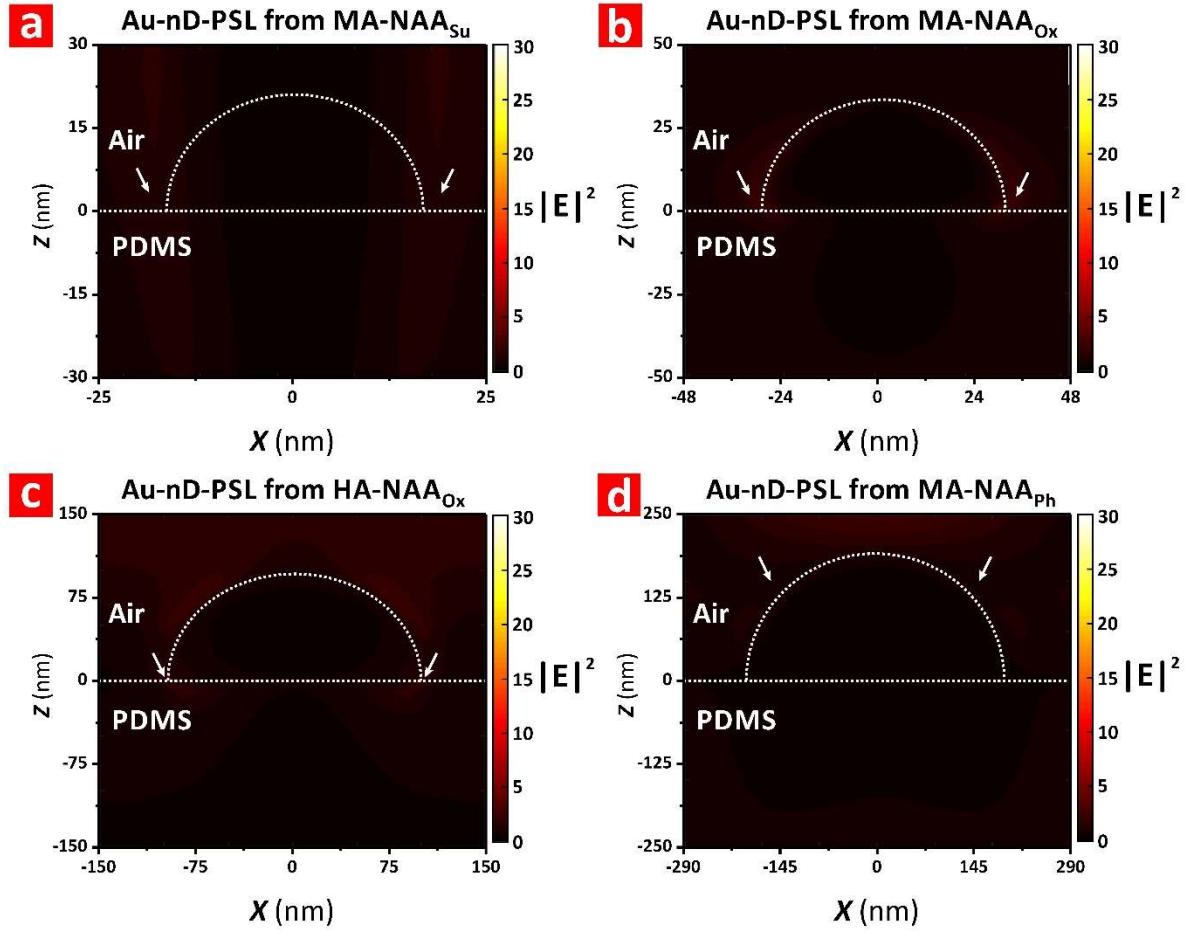 a
Au-nD-PSL from MA-NAA_Su
30
15
0
-15
-30
Z (nm)
Air
PDMS
-25
0
25
X (nm)
30
25
20
15
10
5
0
|E|²
b
Au-nD-PSL from MA-NAA_Ox
50
25
0
-25
-50
Z (nm)
Air
PDMS
-48
-24
0
24
48
X (nm)
30
25
20
15
10
5
0
|E|²
c
Au-nD-PSL from HA-NAA_Ox
150
75
0
-75
-150
Z (nm)
Air
PDMS
-150
-75
0
75
150
X (nm)
30
25
20
15
10
5
0
|E|²
d
Au-nD-PSL from MA-NAA_Ph
250
125
0
-125
-250
Z (nm)
Air
PDMS
-290
-145
0
145
290
X (nm)
30
25
20
15
10
5
0
|E|²